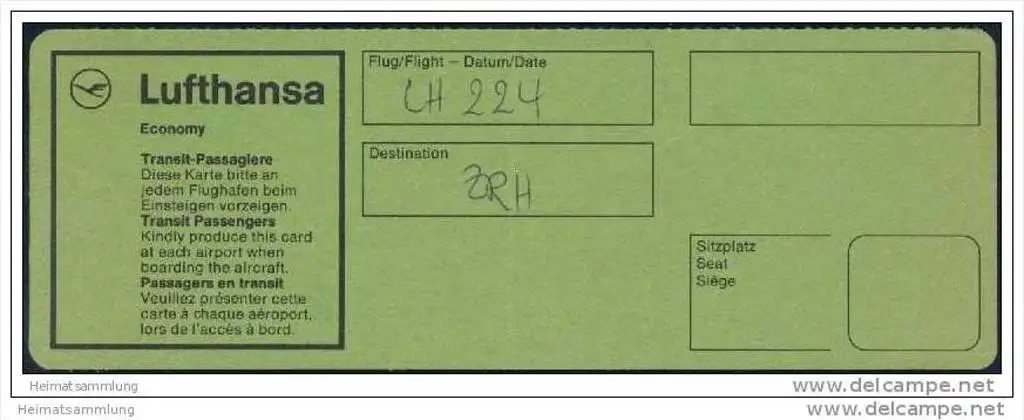 Lufthansa
Economy
Transit-Passagiere
Diese Karte bitte an
jedem Flughafen beim
Einsteigen vorzeigen.
Transit Passengers
Kindly produce this card
at each airport when
boarding the aircraft.
Passagers en transit
Veuillez présenter cette
carte à chaque aéroport,
lors de l'accès à bord.
Flug/Flight – Datum/Date
LH 224
Destination
ZRH
Sitzplatz
Seat
Siège
Heimatsammlung
www.delcampe.net
Heimatsammlung
www.delcampe.net